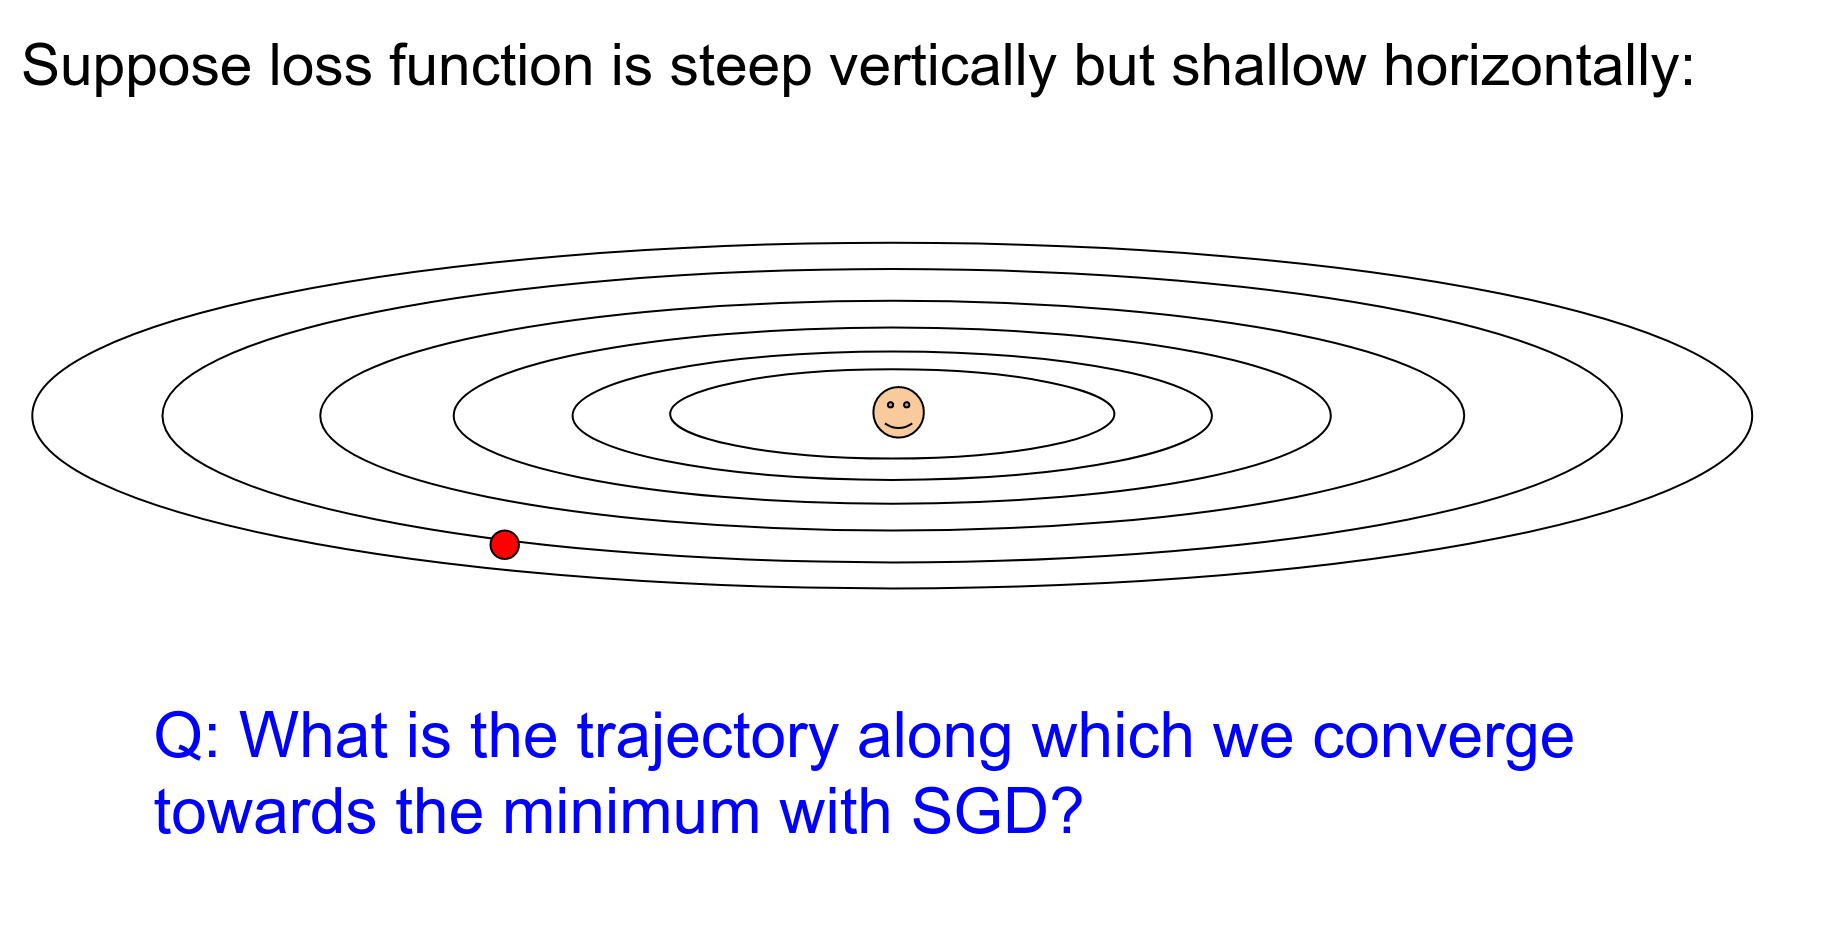 Suppose loss function is steep vertically but shallow horizontally:
Q: What is the trajectory along which we converge
towards the minimum with SGD?